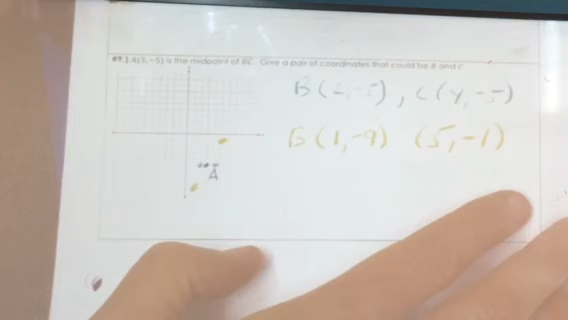 #9.) A(3,-5) is the midpoint of BC. Give a pair of coordinates that could be B and C.
B(2,-5), C(4,-5)
B(1,-9) (5,-1)
A